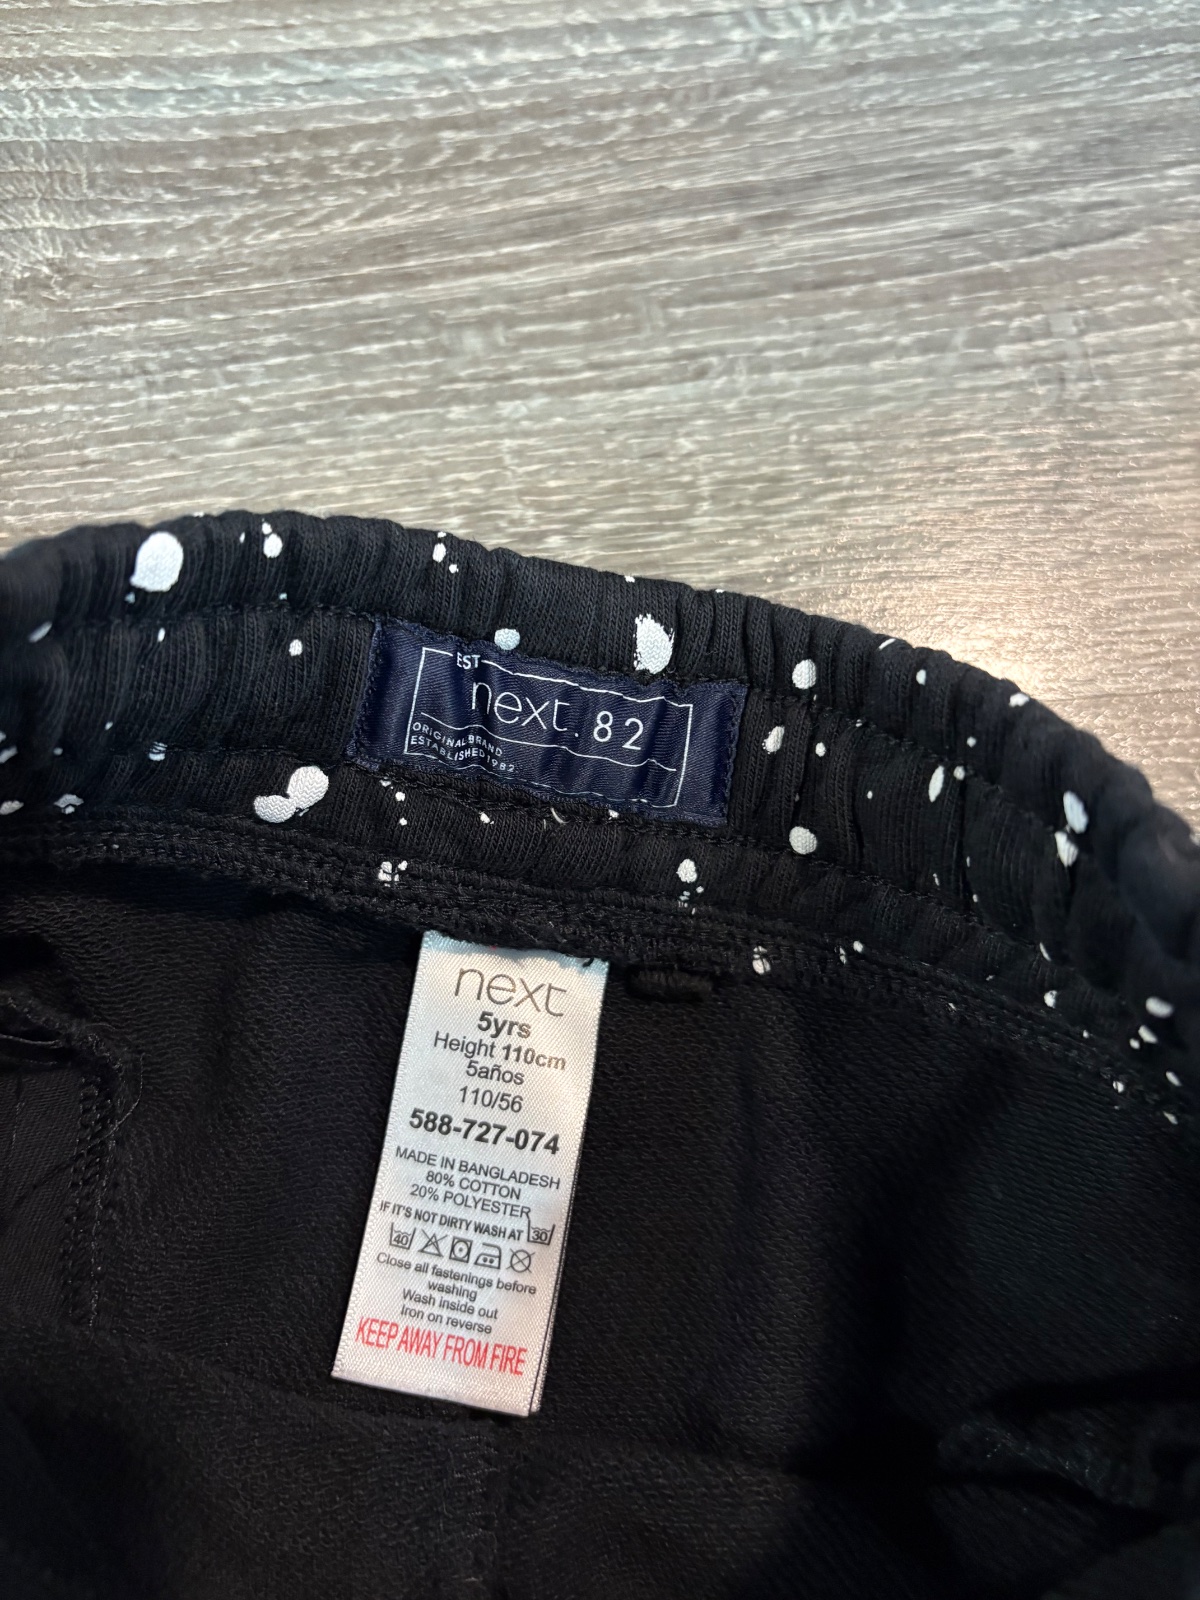 EST
next. 82
ORIGINAL BRAND
ESTABLISHED 1982
next
5yrs
Height 110cm
5años
110/56
588-727-074
MADE IN BANGLADESH
80% COTTON
20% POLYESTER
IF IT'S NOT DIRTY WASH AT 30
40
Close all fastenings before
washing
Wash inside out
Iron on reverse
KEEP AWAY FROM FIRE